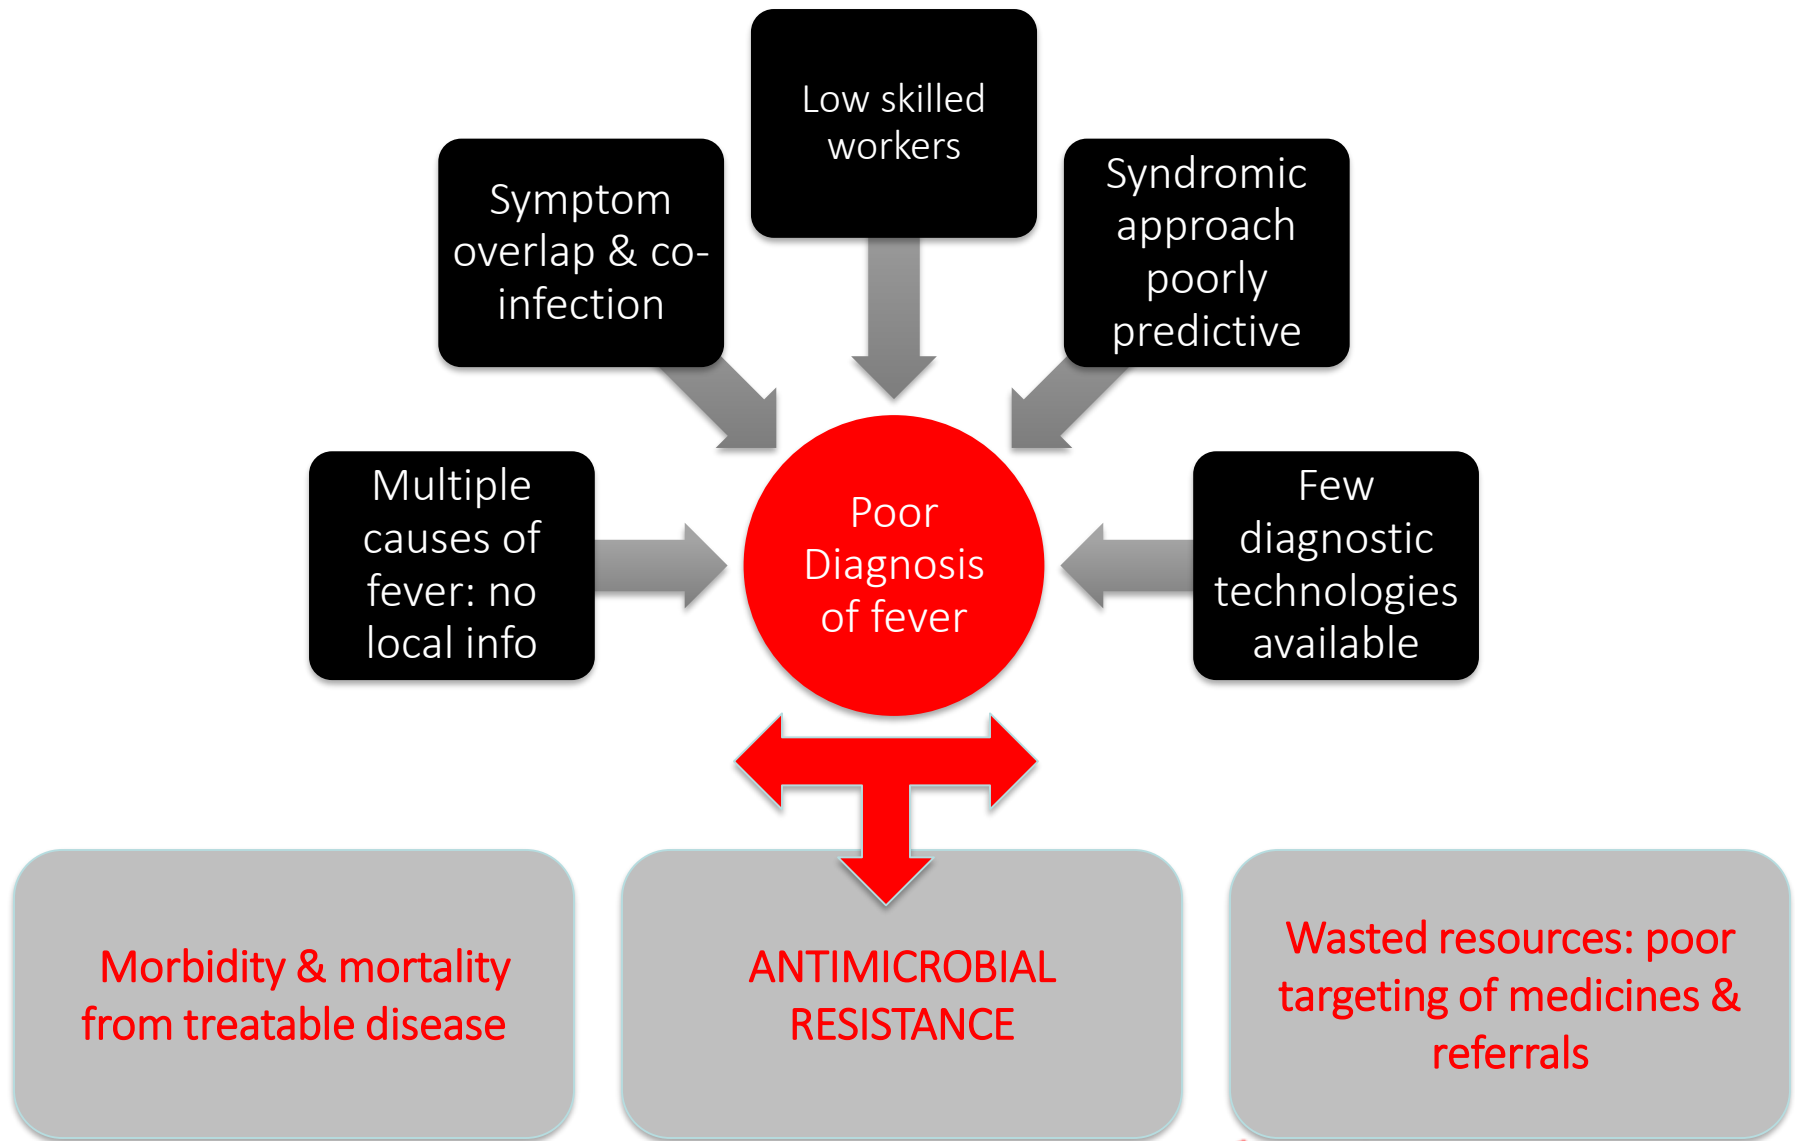 Low skilled
workers
Symptom
overlap & co-
infection
Syndromic
approach
poorly
predictive
Multiple
causes of
fever: no
local info
Poor
Diagnosis
of fever
Few
diagnostic
technologies
available
Morbidity & mortality
from treatable disease
ANTIMICROBIAL
RESISTANCE
Wasted resources: poor
targeting of medicines &
referrals